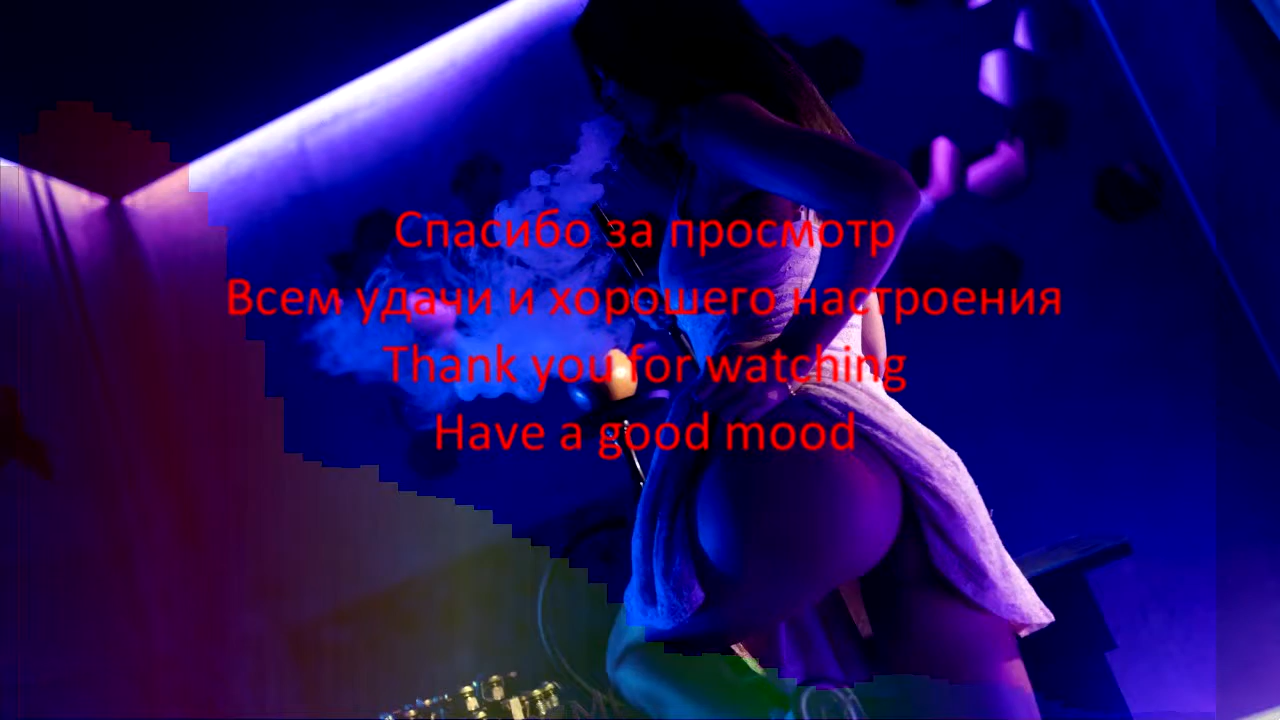 Спасибо за просмотр
Всем удачи и хорошего настроения
Thank you for watching
Have a good mood